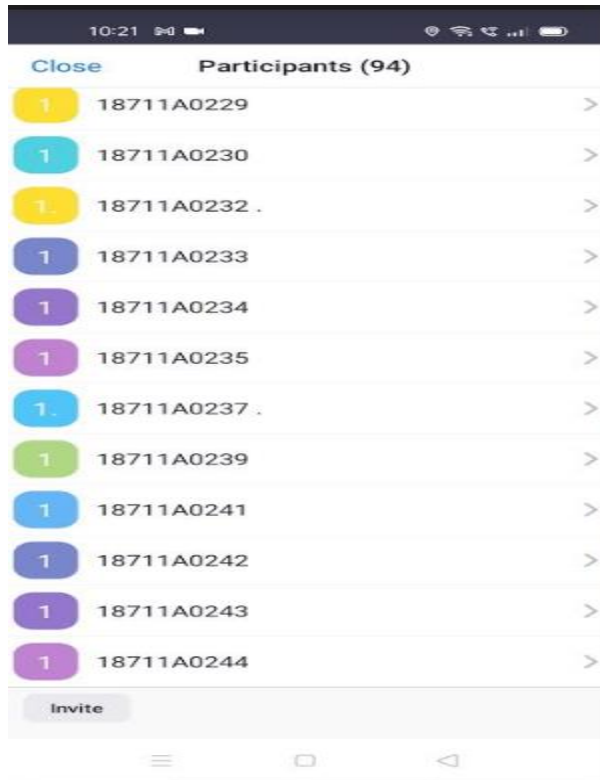 10:21
Close Participants (94)
1 18711A0229
1 18711A0230
1. 18711A0232 .
1 18711A0233
1 18711A0234
1 18711A0235
1. 18711A0237 .
1 18711A0239
1 18711A0241
1 18711A0242
1 18711A0243
1 18711A0244
Invite